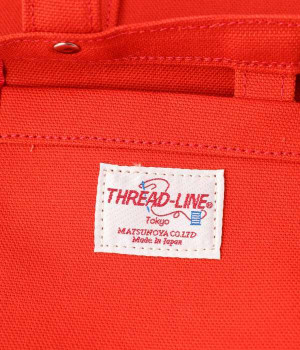 THREAD-LINE®
Tokyo
MATSUNOYA CO.LTD
Made in Japan